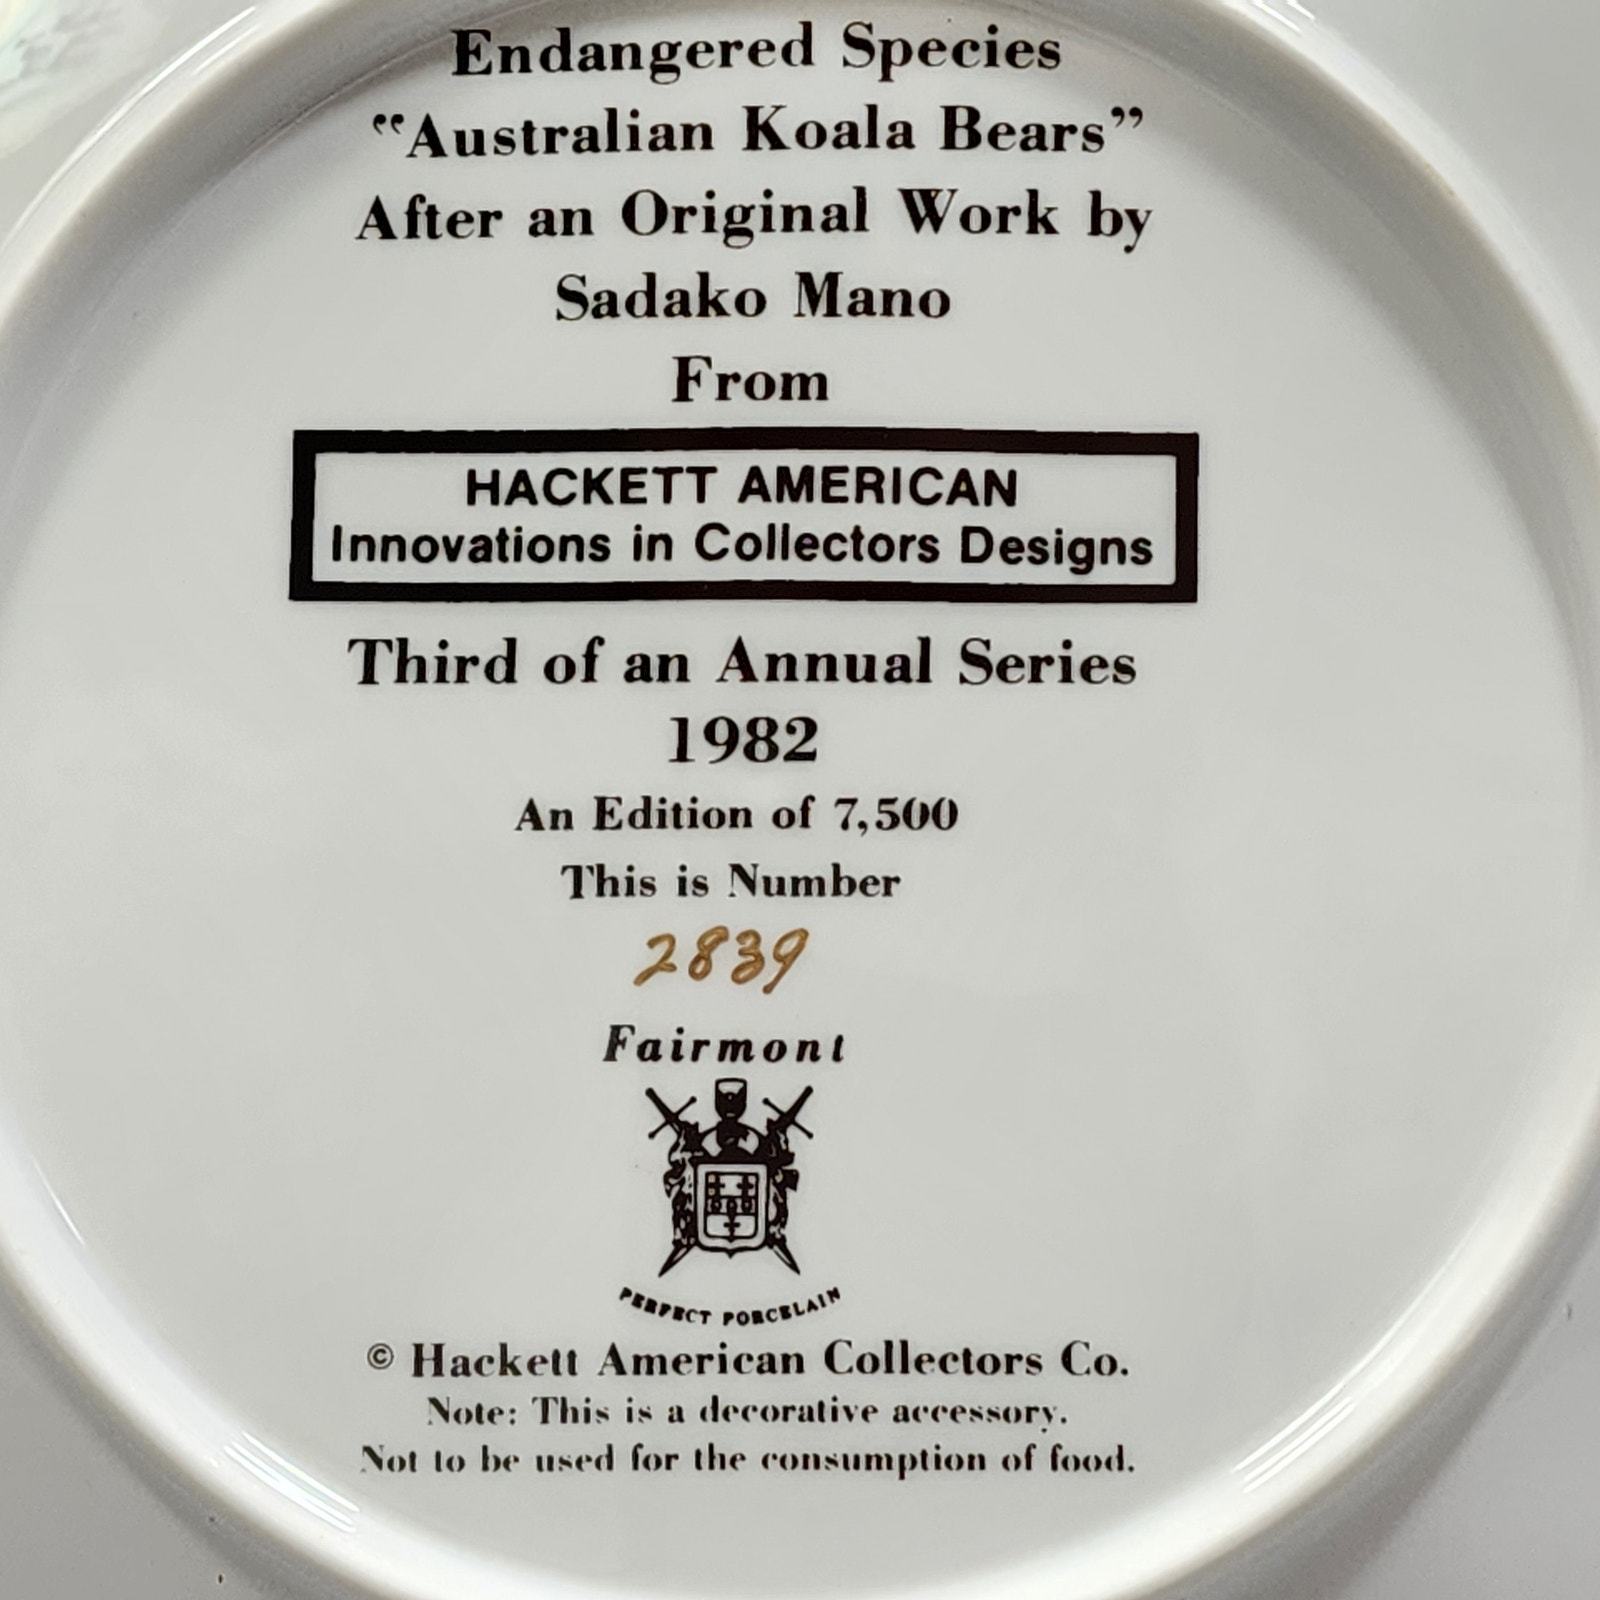 Endangered Species
“Australian Koala Bears”
After an Original Work by
Sadako Mano
From
HACKETT AMERICAN
Innovations in Collectors Designs
Third of an Annual Series
1982
An Edition of 7,500
This is Number
2839
Fairmont
PERFECT PORCELAIN
© Hackett American Collectors Co.
Note: This is a decorative accessory.
Not to be used for the consumption of food.